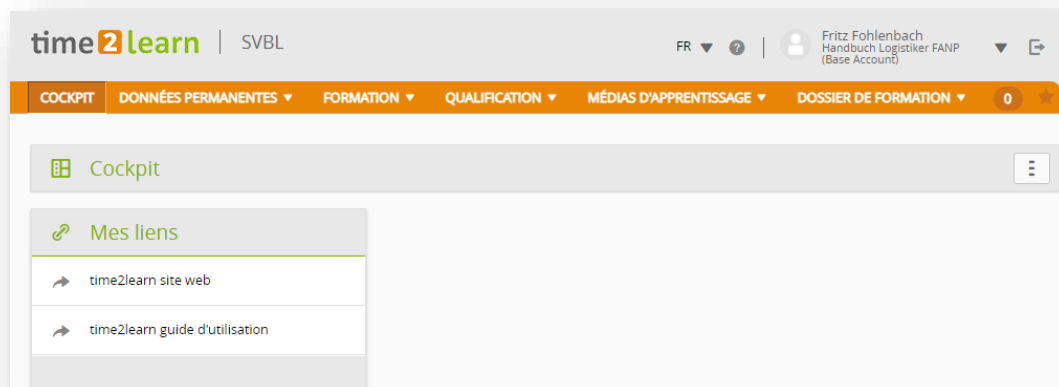 time2learn | SVBL
FR
Fritz Fohlenbach
Handbuch Logistiker FANP
(Base Account)
COCKPIT DONNÉES PERMANENTES FORMATION QUALIFICATION MÉDIAS D'APPRENTISSAGE DOSSIER DE FORMATION 0
Cockpit
Mes liens
time2learn site web
time2learn guide d'utilisation